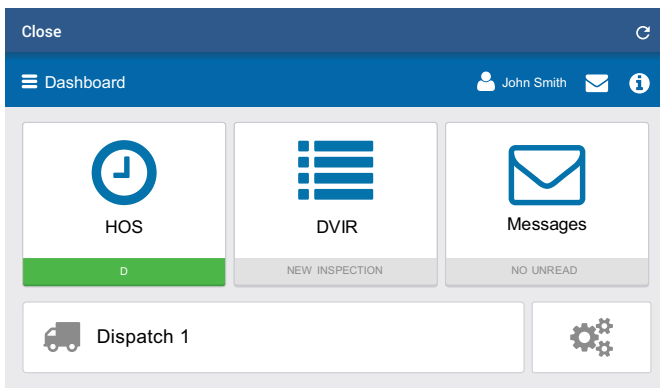 Close
Dashboard
John Smith
HOS
DVIR
Messages
D
NEW INSPECTION
NO UNREAD
Dispatch 1